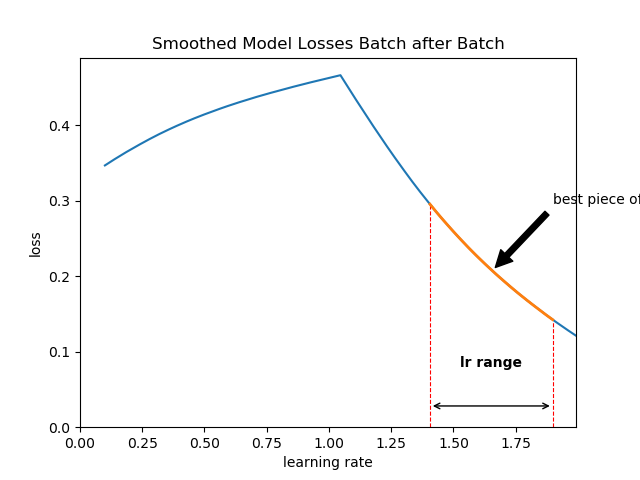 Smoothed Model Losses Batch after Batch
0.4
0.3
0.2
0.1
0.0
loss
best piece of
lr range
0.00 0.25 0.50 0.75 1.00 1.25 1.50 1.75
learning rate